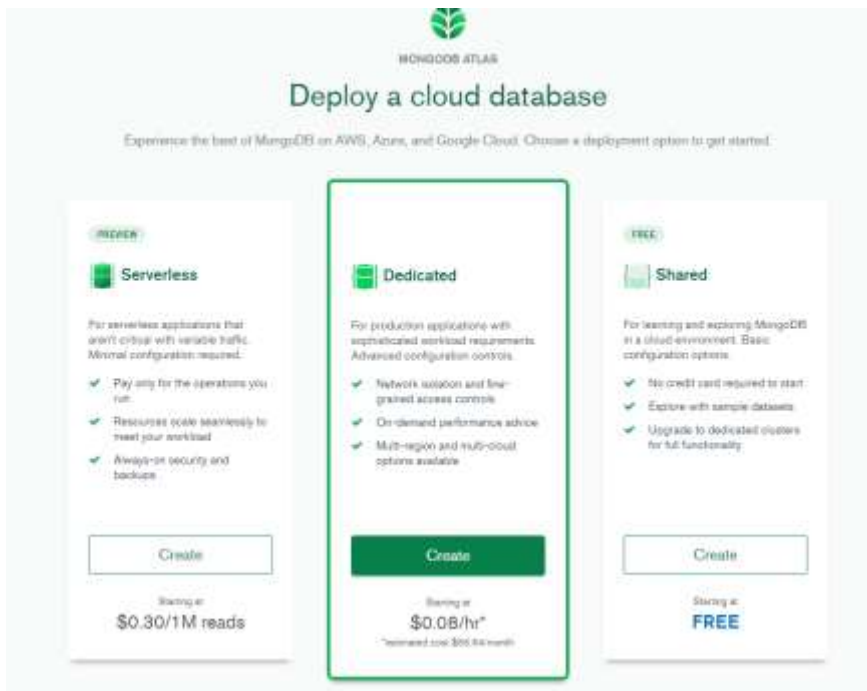 MONGODB ATLAS
Deploy a cloud database
Experience the best of MongoDB on AWS, Azure, and Google Cloud. Choose a deployment option to get started.
PREVIEW
Serverless
For serverless applications that
aren't critical with variable traffic.
Minimal configuration required.
Pay only for the operations you
run
Resources scale seamlessly to
meet your workload
Always-on security and
backups
Create
Starting at
$0.30/1M reads
Dedicated
For production applications with
sophisticated workload requirements.
Advanced configuration controls.
Network isolation and fine-
grained access controls
On-demand performance advice
Multi-region and multi-cloud
options available
Create
Starting at
$0.08/hr*
*estimated cost /month
FREE
Shared
For learning and exploring MongoDB
in a cloud environment. Basic
configuration options.
No credit card required to start
Explore with sample datasets
Upgrade to dedicated clusters
for full functionality
Create
Starting at
FREE